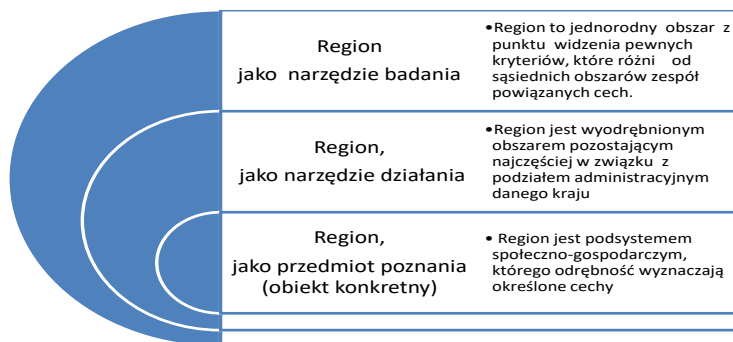 Region
jako narzędzie badania
•Region to jednorodny obszar z
punktu widzenia pewnych
kryteriów, które różni od
sąsiednich obszarów zespół
powiązanych cech.
Region,
jako narzędzie działania
•Region jest wyodrębnionym
obszarem pozostającym
najczęściej w związku z
podziałem administracyjnym
danego kraju
Region,
jako przedmiot poznania
(obiekt konkretny)
• Region jest podsystemem
społeczno-gospodarczym,
którego odrębność wyznaczają
określone cechy